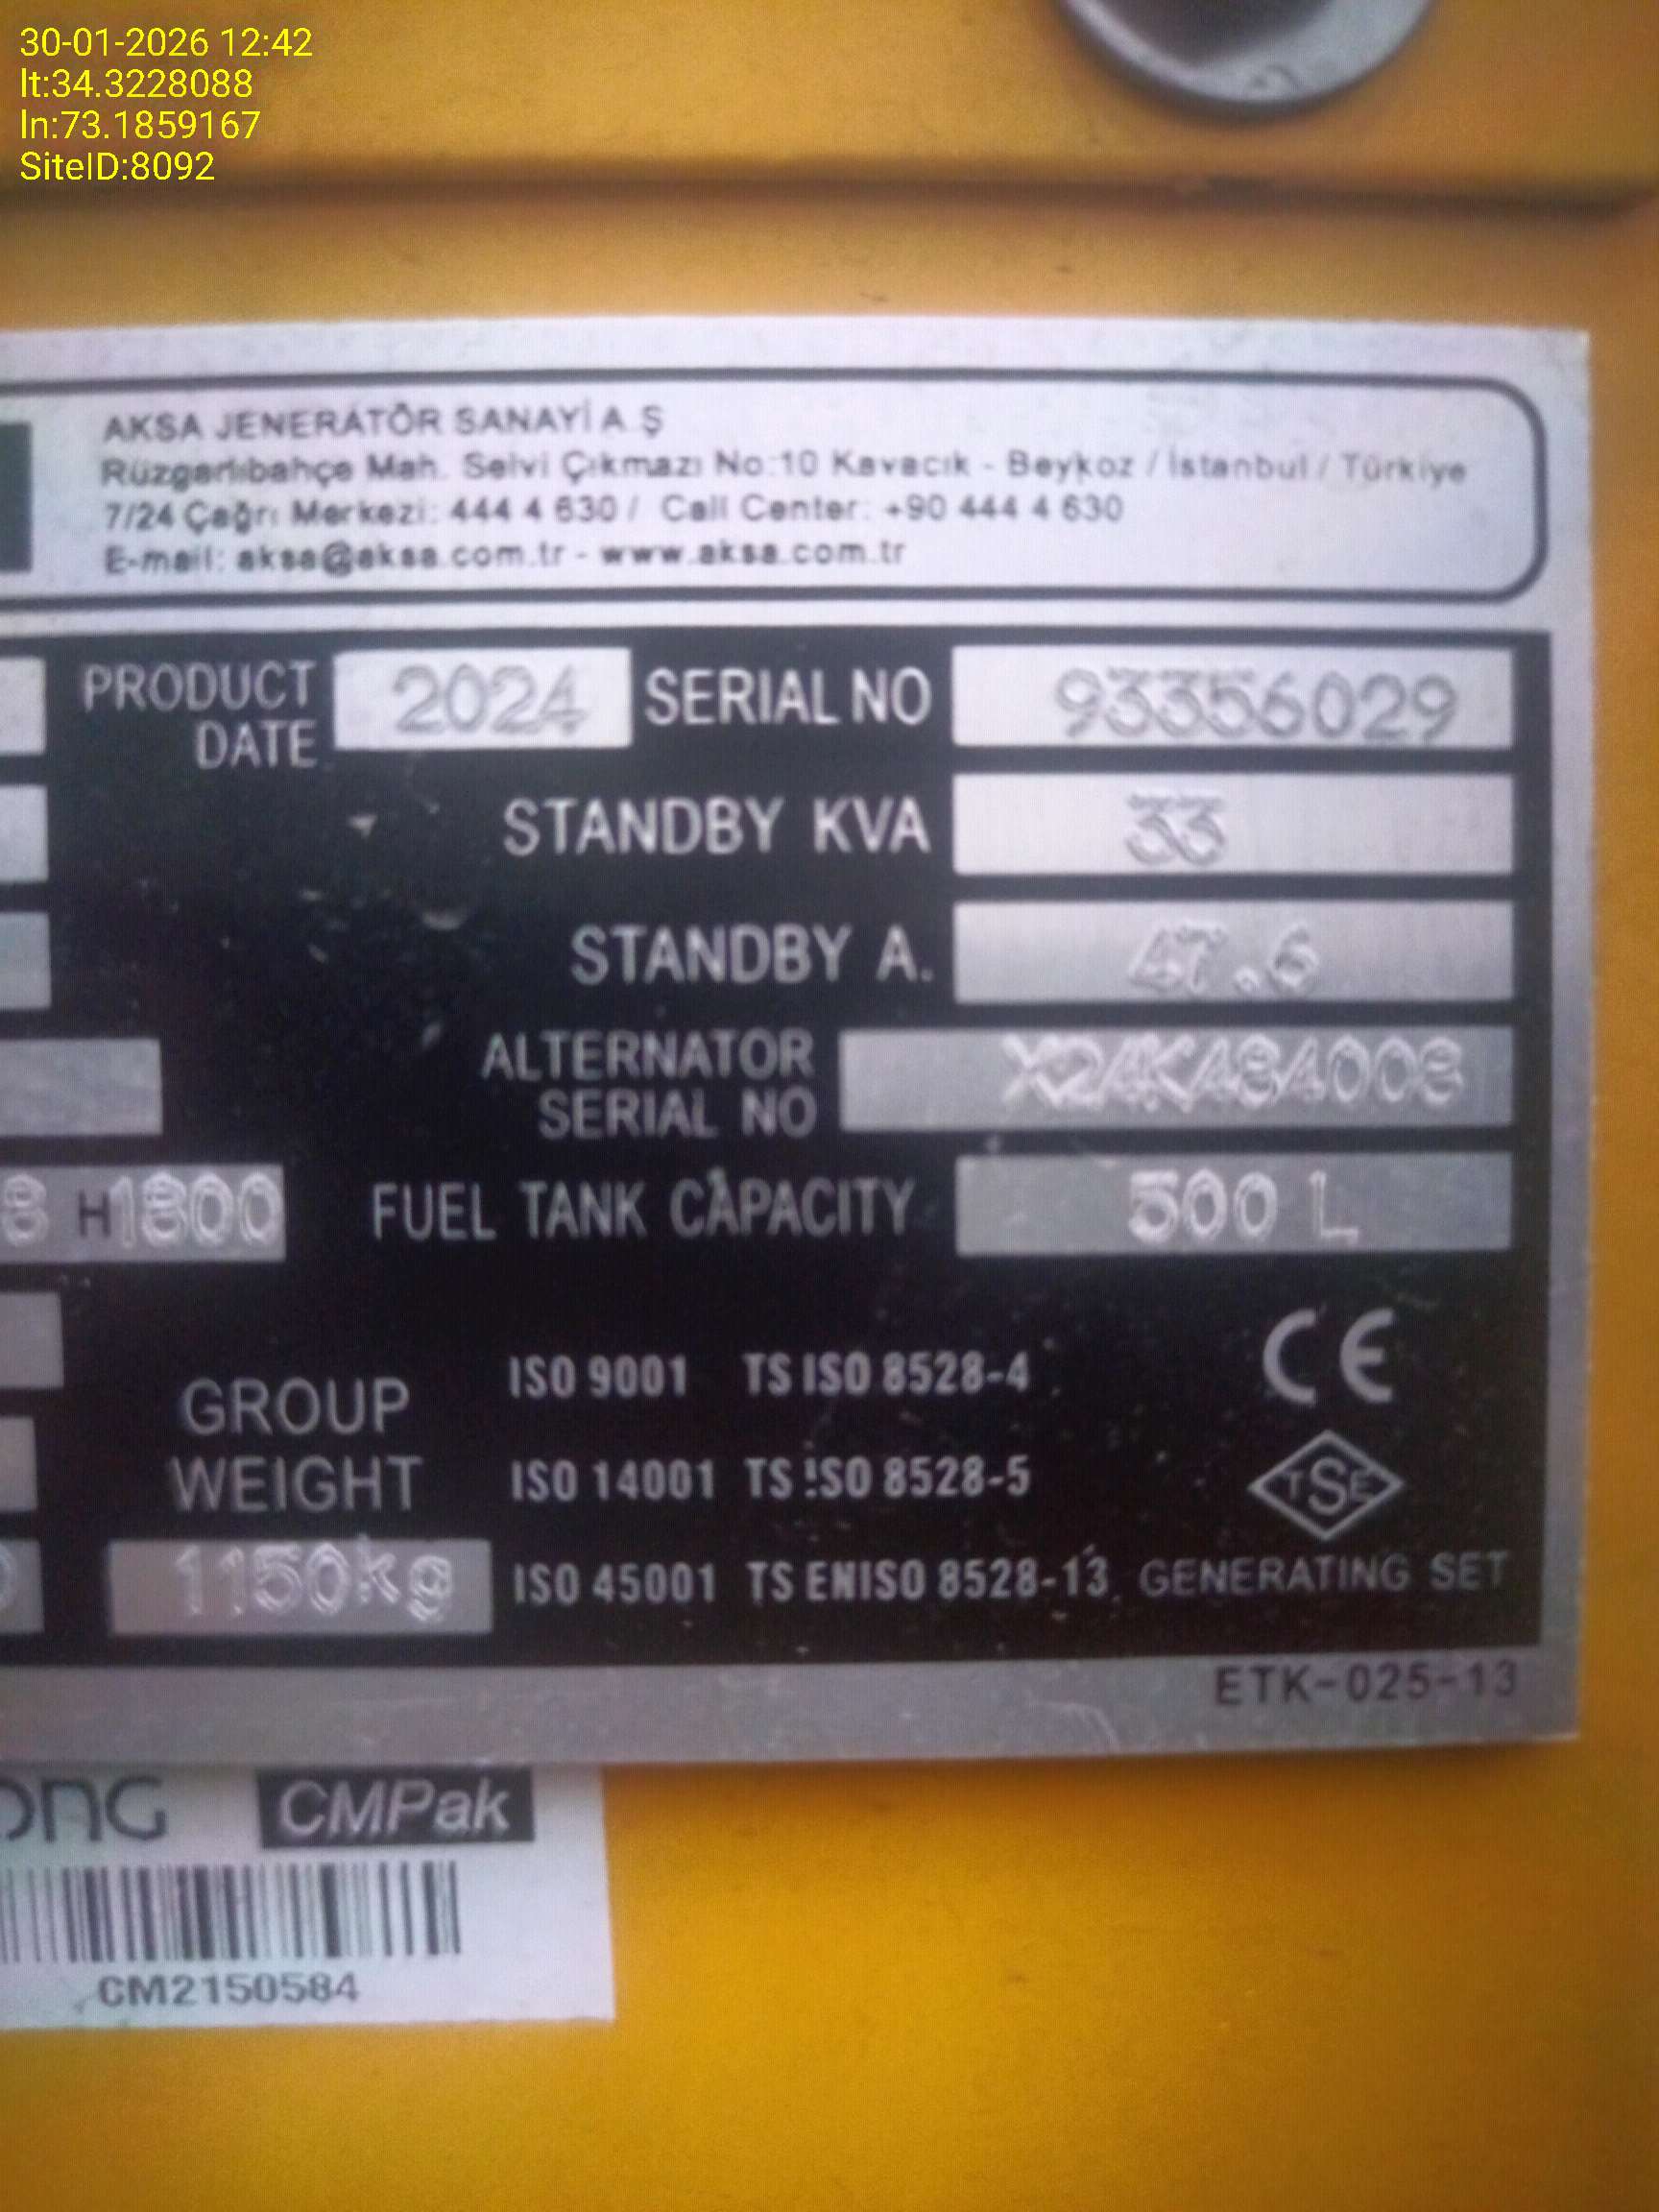 30-01-2026 12:42
lt:34.3228088
ln:73.1859167
SiteID:8092
AKSA JENERATÖR SANAYİ A.Ş
Rüzgarlıbahçe Mah. Selvi Çıkmazı No:10 Kavacık - Beykoz / İstanbul / Türkiye
7/24 Çağrı Merkezi: 444 4 630 / Call Center: +90 444 4 630
E-mail: aksa@aksa.com.tr - www.aksa.com.tr
PRODUCT DATE 2024 SERIAL NO 93356029
STANDBY KVA 33
STANDBY A. 47.6
ALTERNATOR SERIAL NO X24K484008
8 H1800 FUEL TANK CAPACITY 500 L
GROUP WEIGHT
1150kg
ISO 9001 TS ISO 8528-4
ISO 14001 TS ISO 8528-5
ISO 45001 TS EN ISO 8528-13
CE
TSE
GENERATING SET
ETK-025-13
CMPak
CM2150584